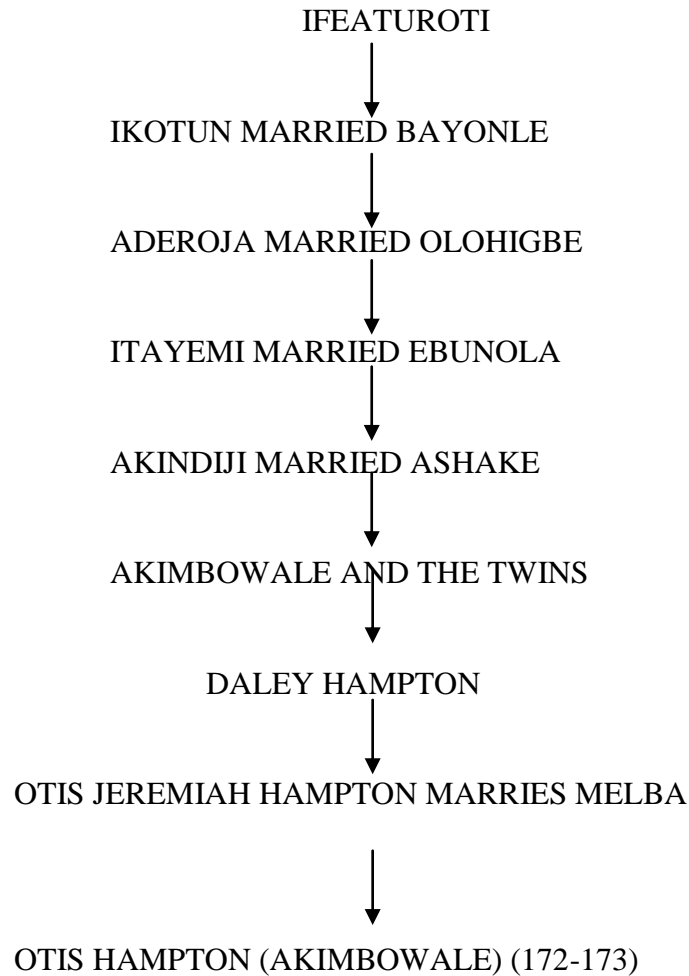 IFEATUROTI
IKOTUN MARRIED BAYONLE
ADEROJA MARRIED OLOHIGBE
ITAYEMI MARRIED EBUNOLA
AKINDIJI MARRIED ASHAKE
AKIMBOWALE AND THE TWINS
DALEY HAMPTON
OTIS JEREMIAH HAMPTON MARRIES MELBA
OTIS HAMPTON (AKIMBOWALE) (172-173)